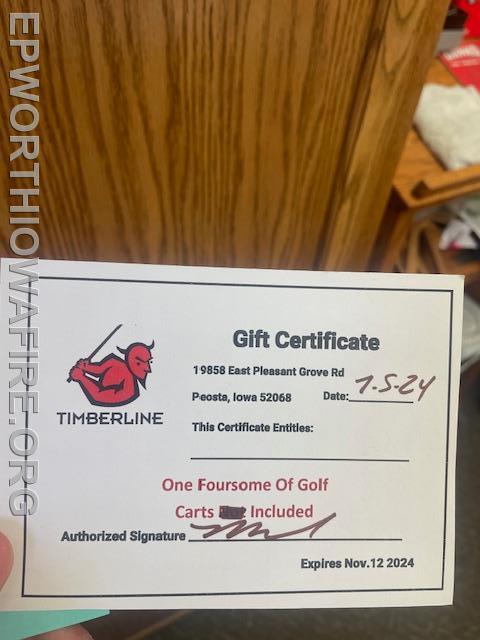 EPWORTHIOWAFIRE.ORG
Gift Certificate
19858 East Pleasant Grove Rd
Peosta, Iowa 52068 Date: 7-5-24
TIMBERLINE
This Certificate Entities:
One Foursome Of Golf
Carts Included
Authorized Signature
Expires Nov.12 2024